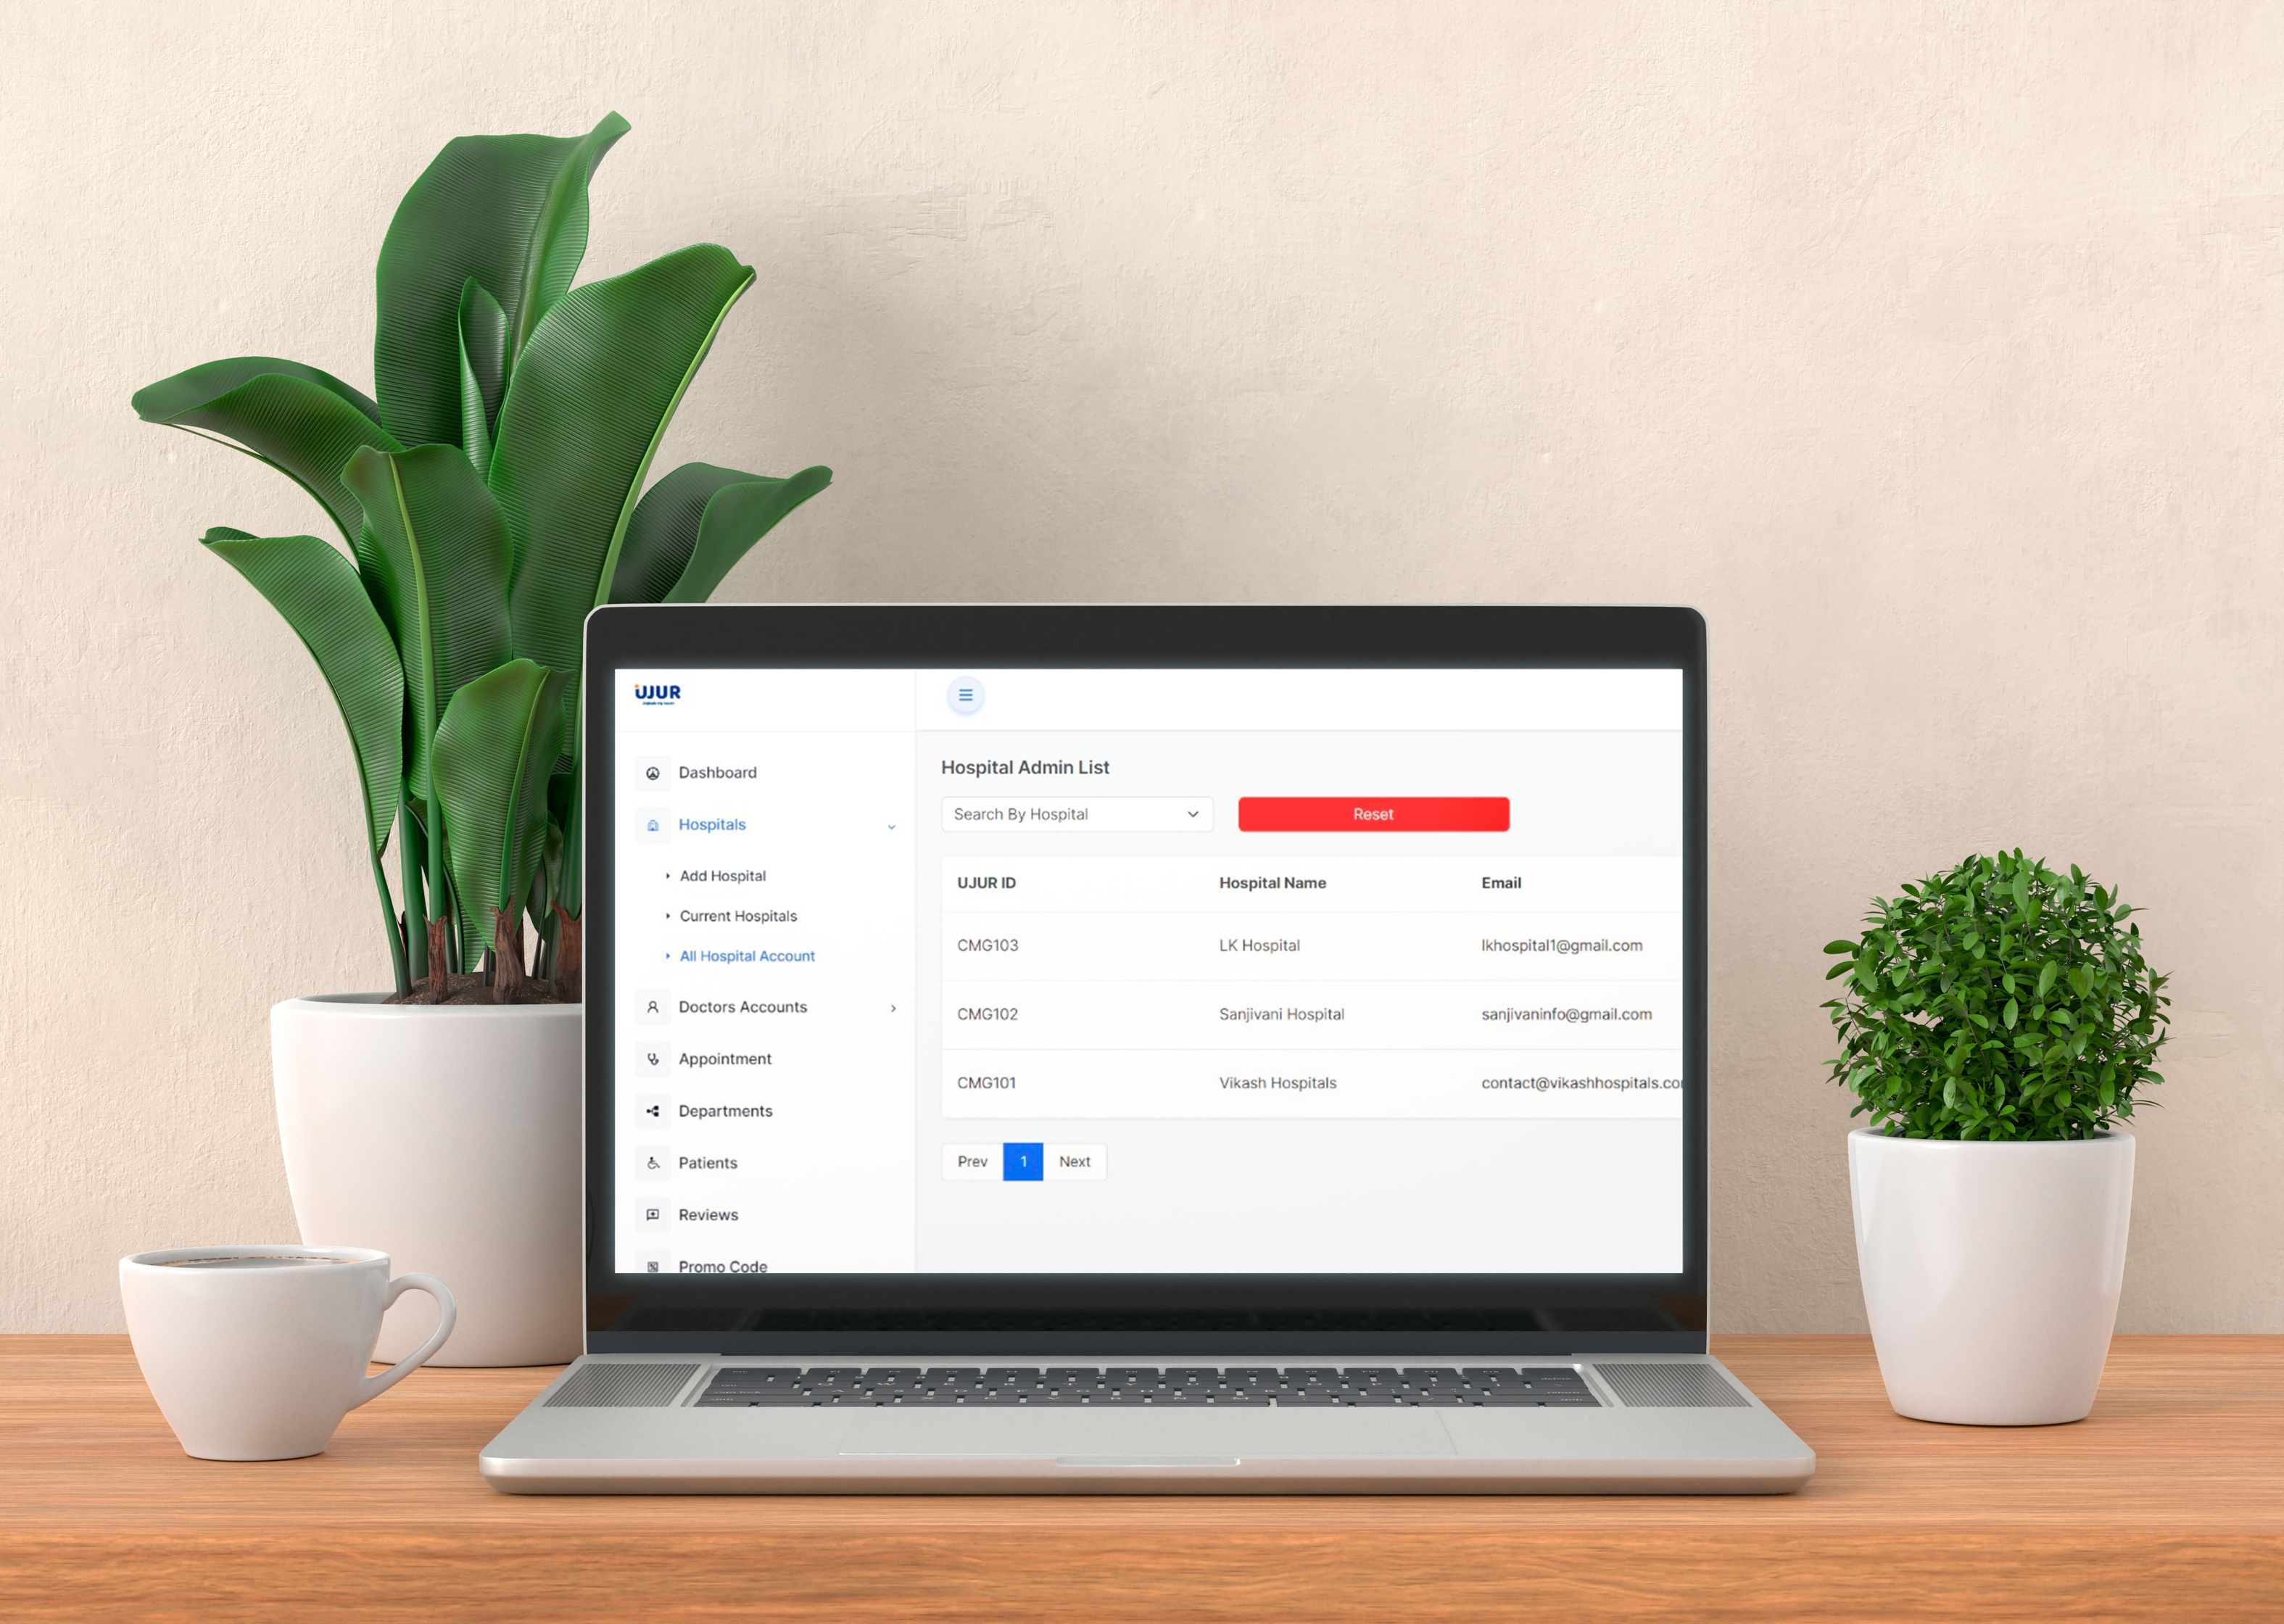 UJUR
Dashboard
Hospitals
Add Hospital
Current Hospitals
All Hospital Account
Doctors Accounts
Appointment
Departments
Patients
Reviews
Promo Code
Hospital Admin List
Search By Hospital
Reset
UJUR ID Hospital Name Email
CMG103 LK Hospital lkhospital1@gmail.com
CMG102 Sanjivani Hospital sanjivaninfo@gmail.com
CMG101 Vikash Hospitals contact@vikashhospitals.co
Prev 1 Next